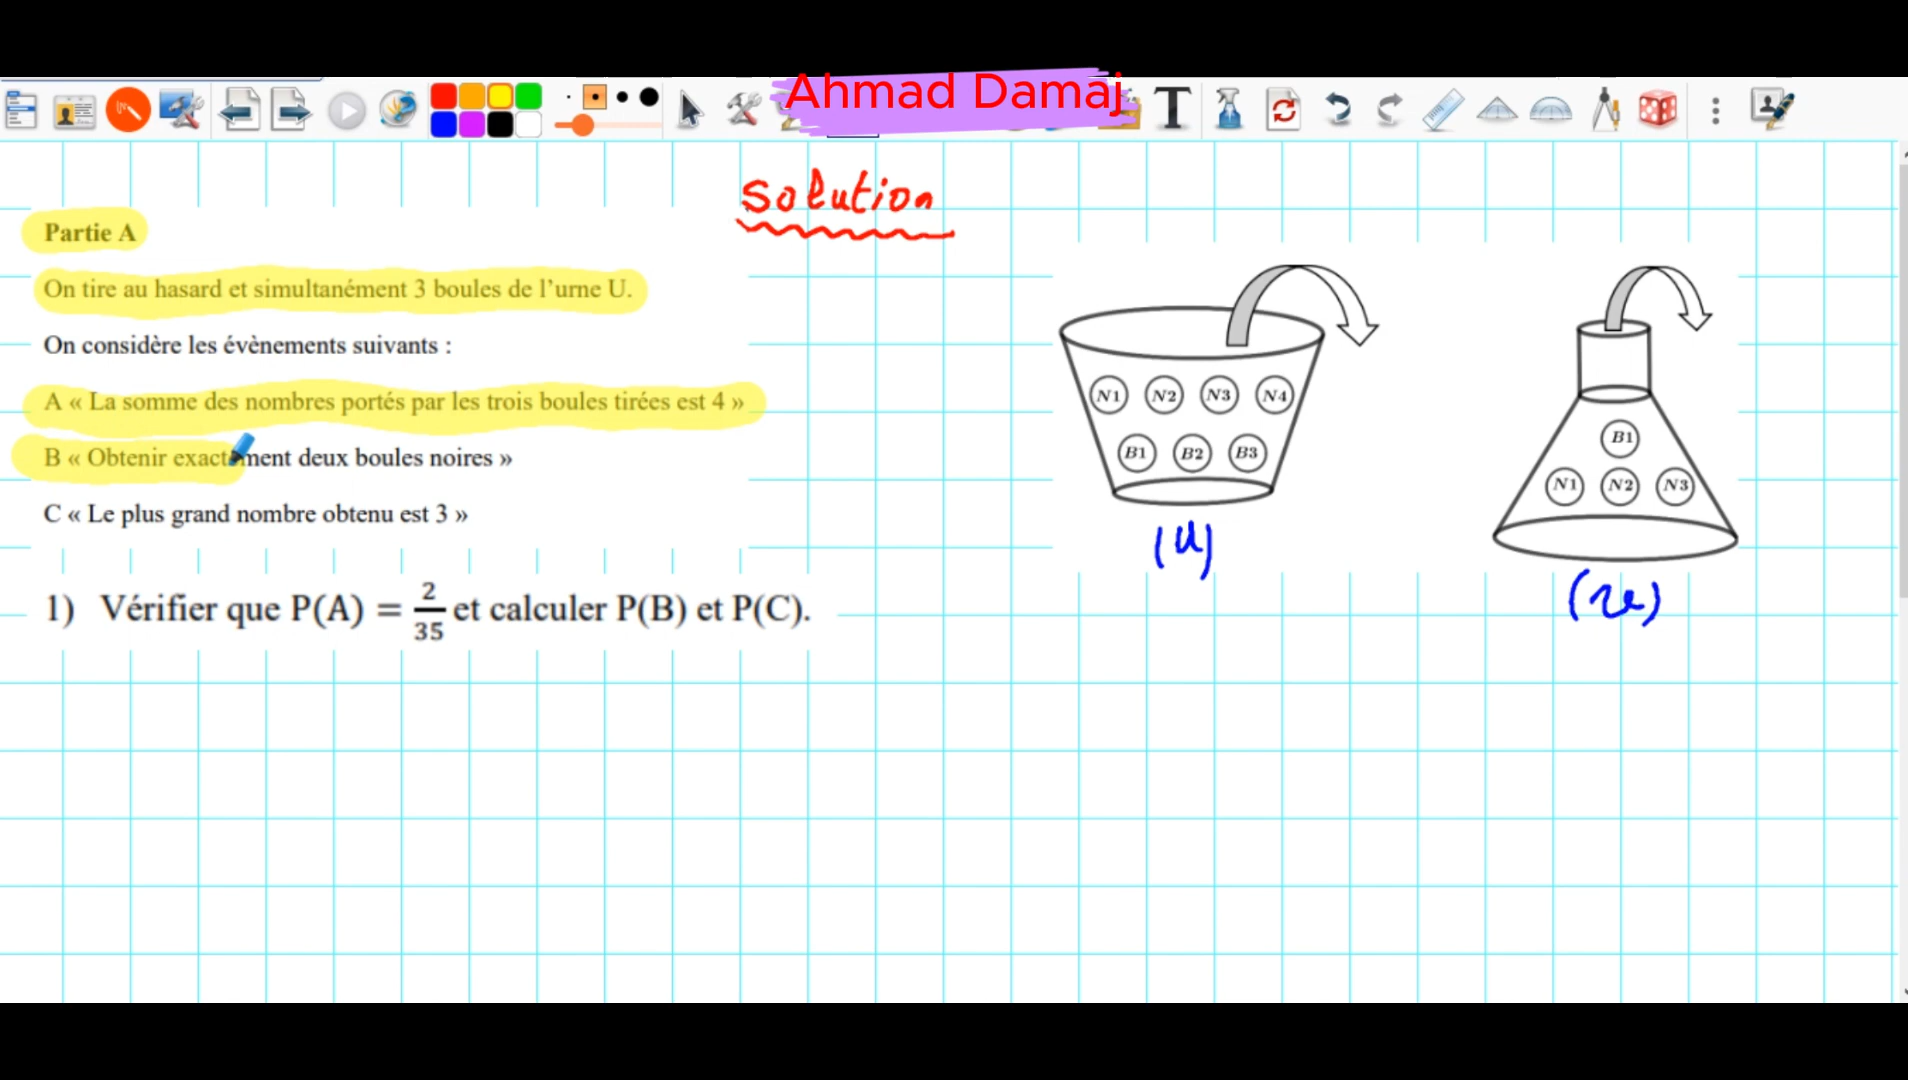 Ahmad Damaj
T
Solution
Partie A
On tire au hasard et simultanément 3 boules de l'urne U.
On considère les évènements suivants :
A « La somme des nombres portés par les trois boules tirées est 4 »
B « Obtenir exactement deux boules noires »
C « Le plus grand nombre obtenu est 3 »
1) Vérifier que P(A) = 2/35 et calculer P(B) et P(C).
N1 N2 N3 N4
B1 B2 B3
(U)
B1
N1 N2 N3